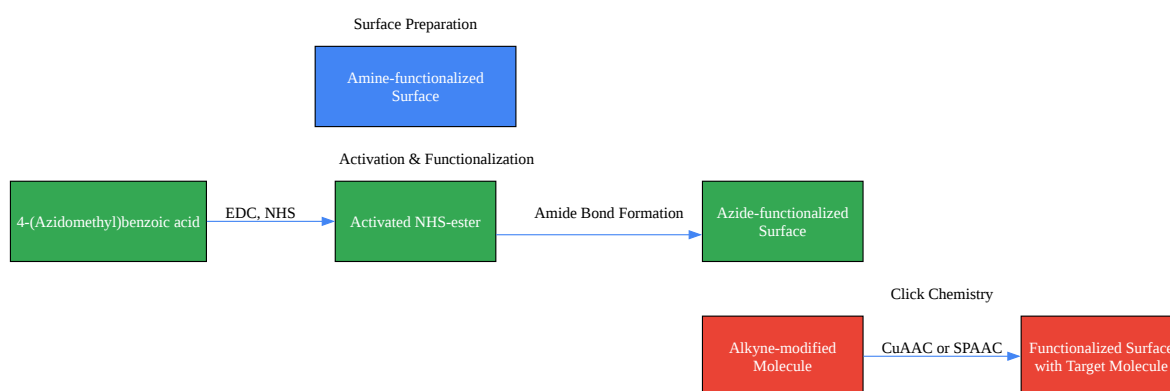 Surface Preparation
Amine-functionalized
Surface
Activation & Functionalization
4-(Azidomethyl)benzoic acid
EDC, NHS
Activated NHS-ester
Amide Bond Formation
Azide-functionalized
Surface
Click Chemistry
Alkyne-modified
Molecule
CuAAC or SPAAC
Functionalized Surface
with Target Molecule